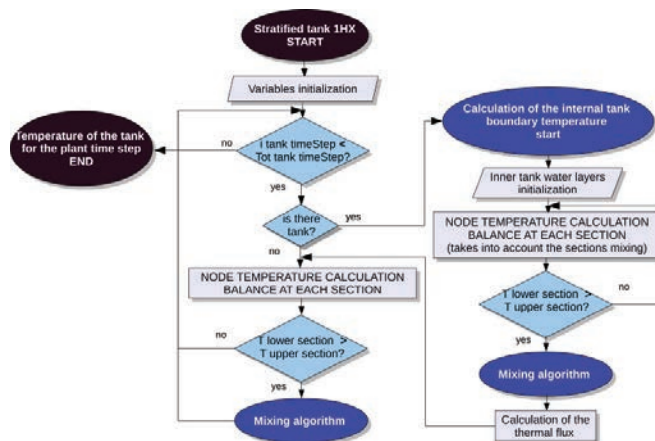 Stratified tank 1HX
START
Variables initialization
Temperature of the tank
for the plant time step
END
no
i tank timeStep <
Tot tank timeStep?
yes
is there
tank?
yes
no
NODE TEMPERATURE CALCULATION
BALANCE AT EACH SECTION
no
T lower section >
T upper section?
yes
Mixing algorithm
Calculation of the internal tank
boundary temperature
start
Inner tank water layers
initialization
NODE TEMPERATURE CALCULATION
BALANCE AT EACH SECTION
(takes into account the sections mixing)
T lower section >
T upper section?
no
yes
Mixing algorithm
Calculation of the
thermal flux